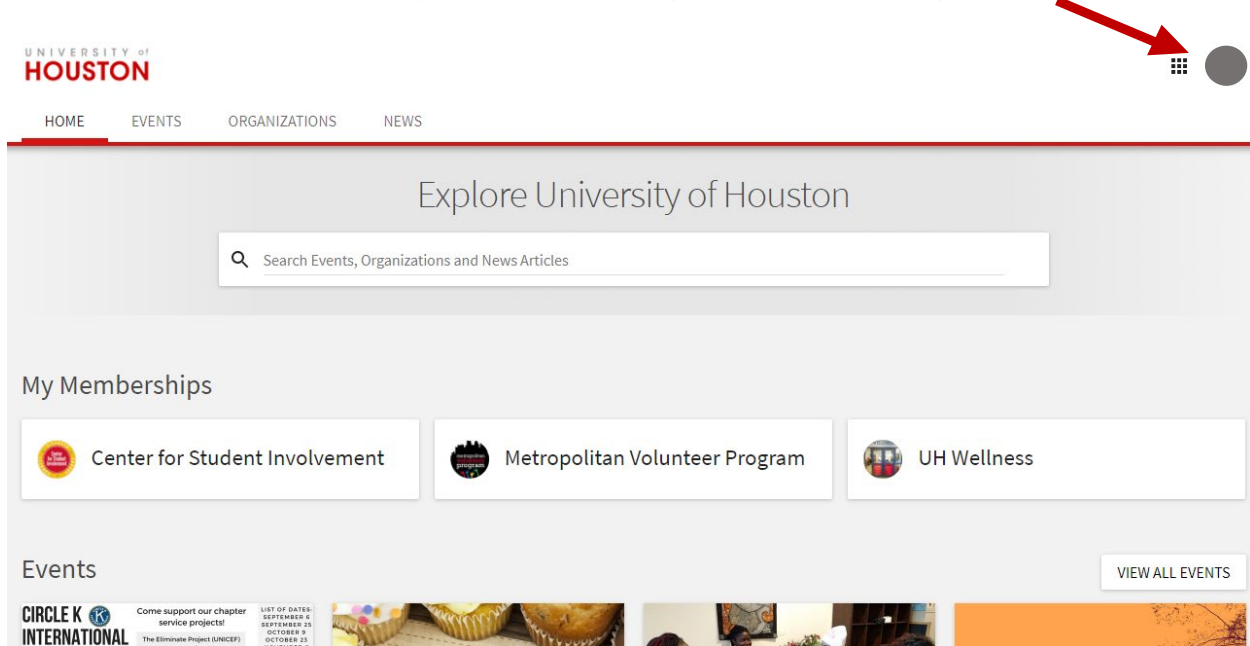 UNIVERSITY of
HOUSTON
HOME EVENTS ORGANIZATIONS NEWS
Explore University of Houston
Search Events, Organizations and News Articles
My Memberships
Center for Student Involvement
Metropolitan Volunteer Program
UH Wellness
Events
VIEW ALL EVENTS
CIRCLE K
INTERNATIONAL
Come support our chapter
service projects!
The Eliminate Project (UNICEF)
LIST OF DATES:
SEPTEMBER 6
SEPTEMBER 25
OCTOBER 9
OCTOBER 23